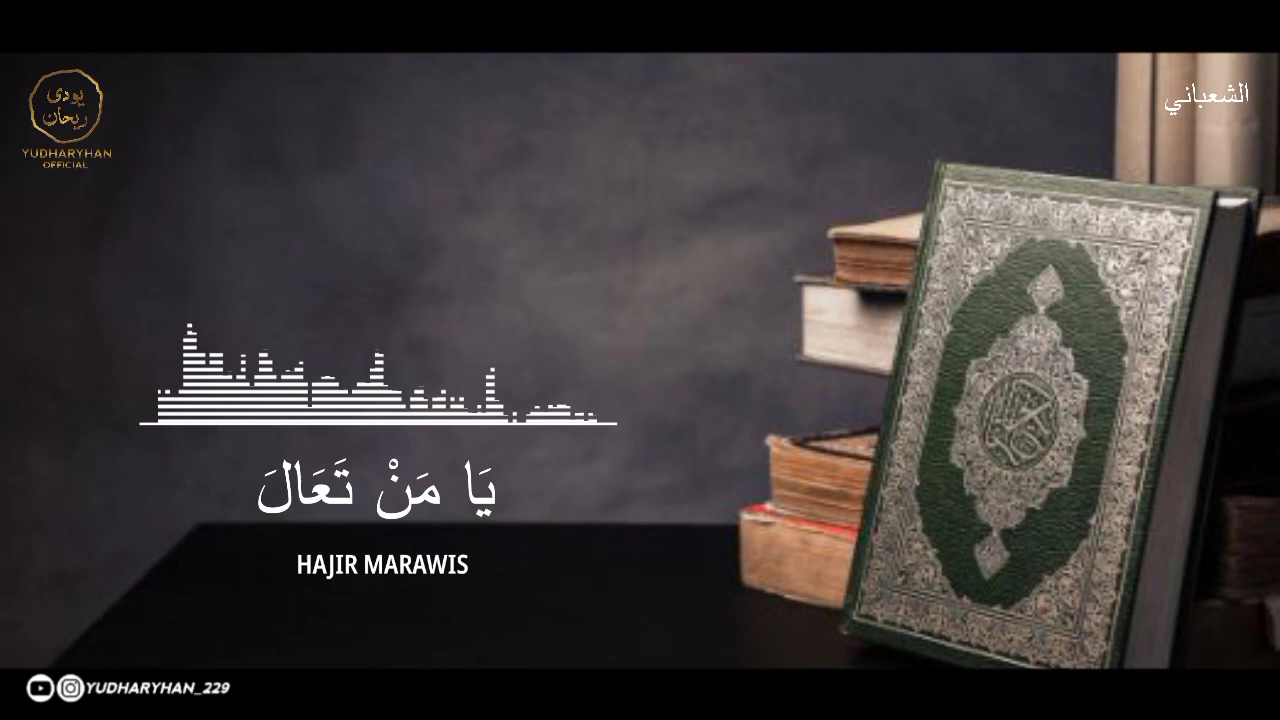 يودى
ريحان
YUDHARYHAN
OFFICIAL
الشعباني
يَا مَنْ تَعَالَ
HAJIR MARAWIS
YUDHARYHAN_229